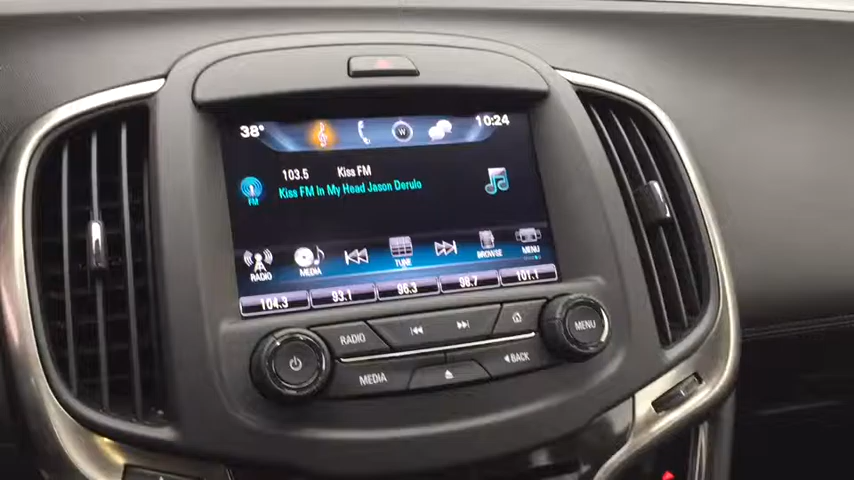 38° W 10:24
103.5 Kiss FM
Kiss FM In My Head Jason Derulo
FM
RADIO MEDIA TUNE BROWSE MENU
104.3 93.1 96.3 98.7 101.1
RADIO MENU
MEDIA BACK